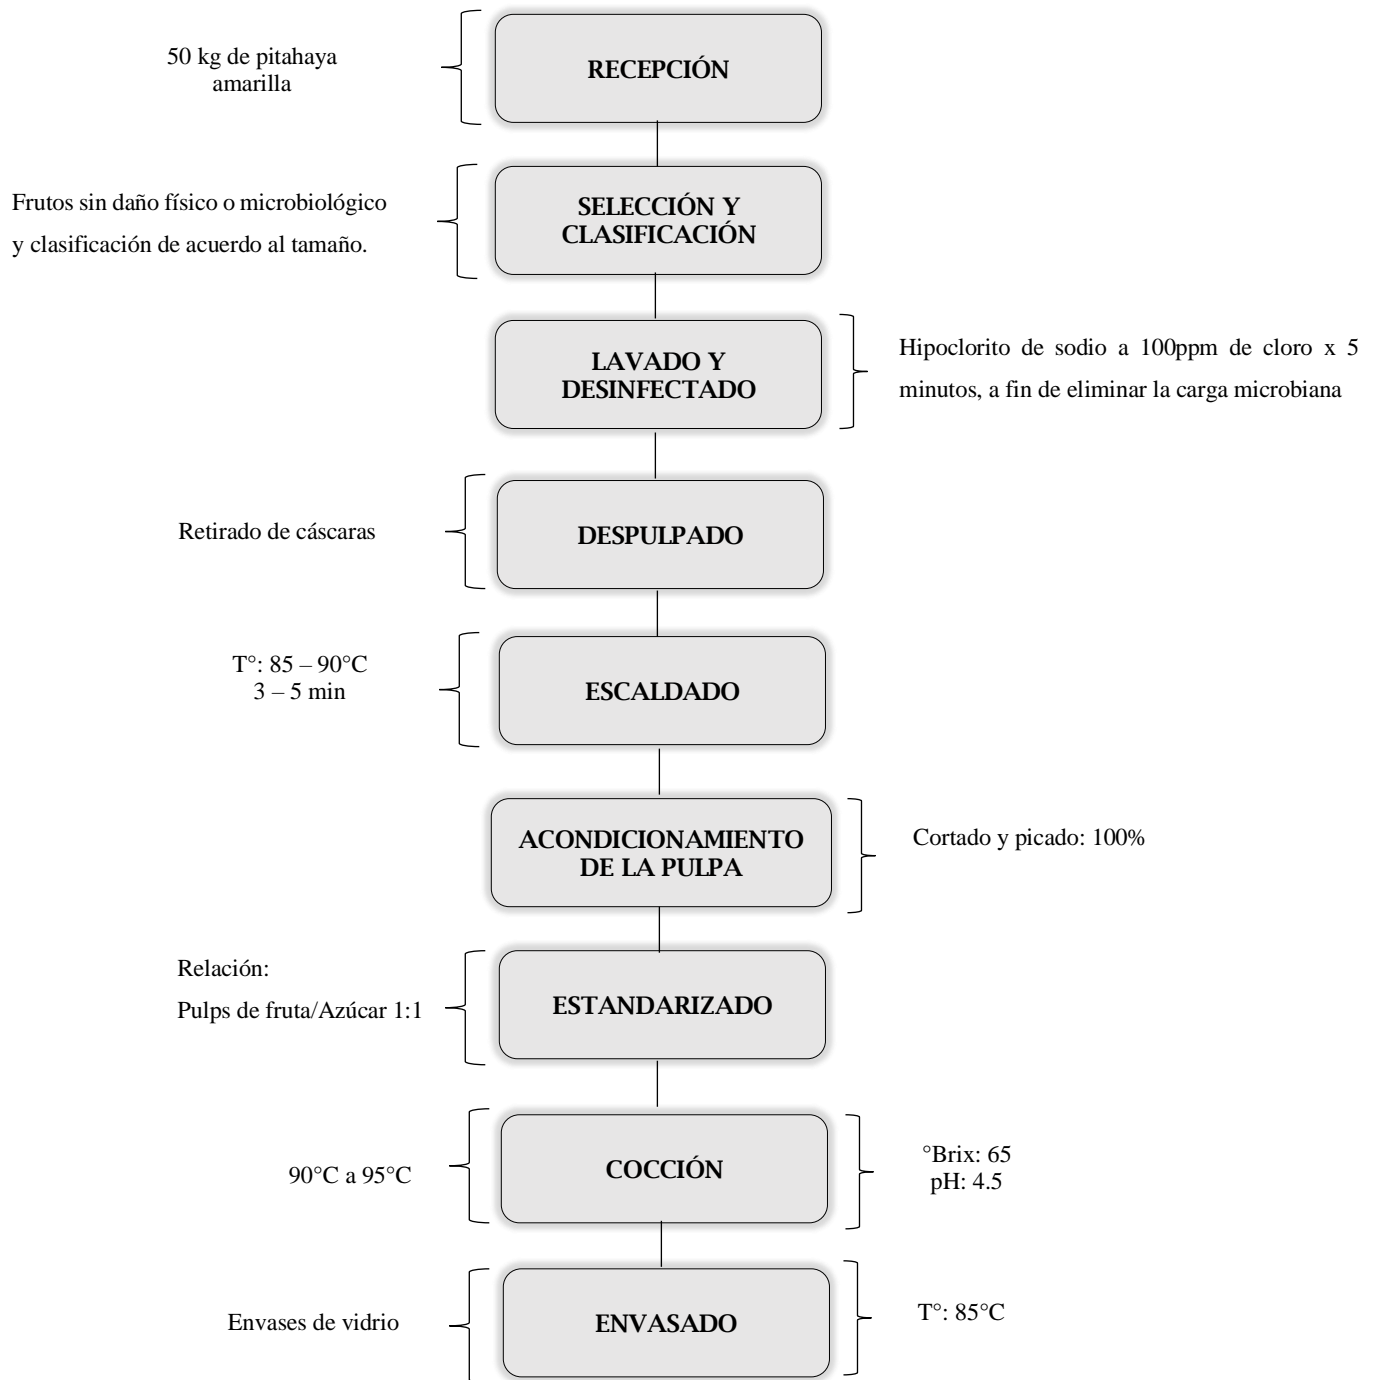 50 kg de pitahaya
amarilla
RECEPCIÓN
Frutos sin daño físico o microbiológico
y clasificación de acuerdo al tamaño.
SELECCIÓN Y
CLASIFICACIÓN
LAVADO Y
DESINFECTADO
Hipoclorito de sodio a 100ppm de cloro x 5
minutos, a fin de eliminar la carga microbiana
Retirado de cáscaras
DESPULPADO
T°: 85 – 90°C
3 – 5 min
ESCALDADO
ACONDICIONAMIENTO
DE LA PULPA
Cortado y picado: 100%
Relación:
Pulps de fruta/Azúcar 1:1
ESTANDARIZADO
90°C a 95°C
COCCIÓN
°Brix: 65
pH: 4.5
Envases de vidrio
ENVASADO
T°: 85°C